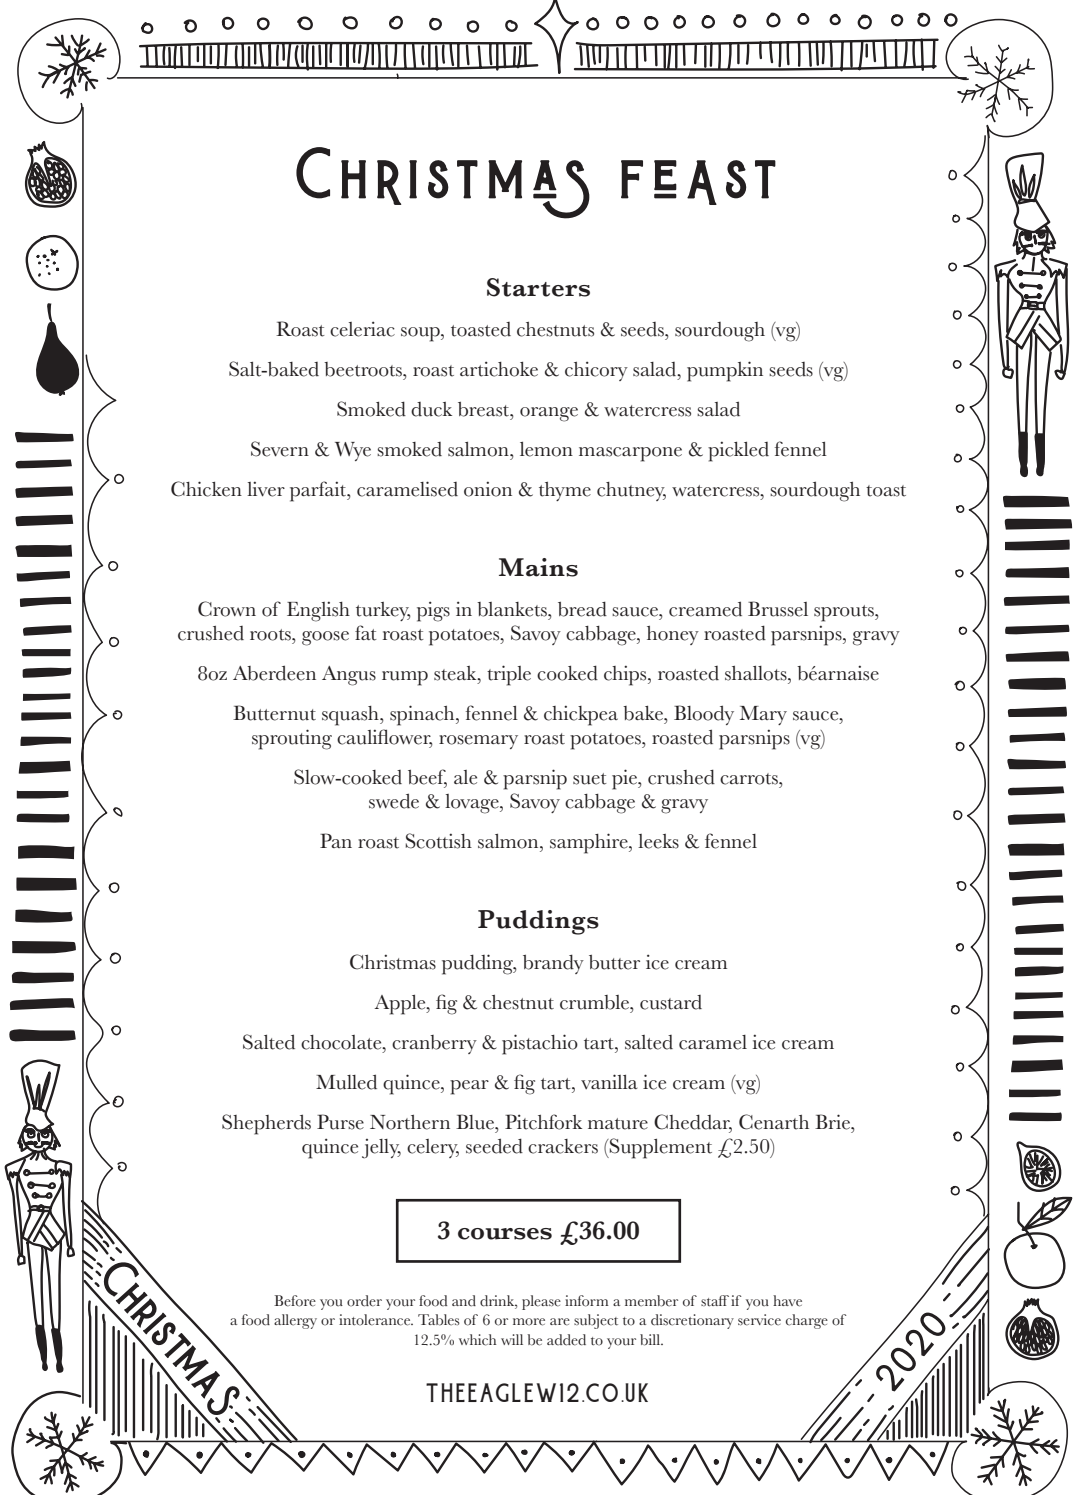 Christmas feast
Starters
Roast celeriac soup, toasted chestnuts & seeds, sourdough (vg)
Salt-baked beetroots, roast artichoke & chicory salad, pumpkin seeds (vg)
Smoked duck breast, orange & watercress salad
Severn & Wye smoked salmon, lemon mascarpone & pickled fennel
Chicken liver parfait, caramelised onion & thyme chutney, watercress, sourdough toast
Mains
Crown of English turkey, pigs in blankets, bread sauce, creamed Brussel sprouts,
crushed roots, goose fat roast potatoes, Savoy cabbage, honey roasted parsnips, gravy
8oz Aberdeen Angus rump steak, triple cooked chips, roasted shallots, béarnaise
Butternut squash, spinach, fennel & chickpea bake, Bloody Mary sauce,
sprouting cauliflower, rosemary roast potatoes, roasted parsnips (vg)
Slow-cooked beef, ale & parsnip suet pie, crushed carrots,
swede & lovage, Savoy cabbage & gravy
Pan roast Scottish salmon, samphire, leeks & fennel
Puddings
Christmas pudding, brandy butter ice cream
Apple, fig & chestnut crumble, custard
Salted chocolate, cranberry & pistachio tart, salted caramel ice cream
Mulled quince, pear & fig tart, vanilla ice cream (vg)
Shepherds Purse Northern Blue, Pitchfork mature Cheddar, Cenarth Brie,
quince jelly, celery, seeded crackers (Supplement £2.50)
3 courses £36.00
Before you order your food and drink, please inform a member of staff if you have
a food allergy or intolerance. Tables of 6 or more are subject to a discretionary service charge of
12.5% which will be added to your bill.
Christmas
2020
THEEAGLEW12.CO.UK